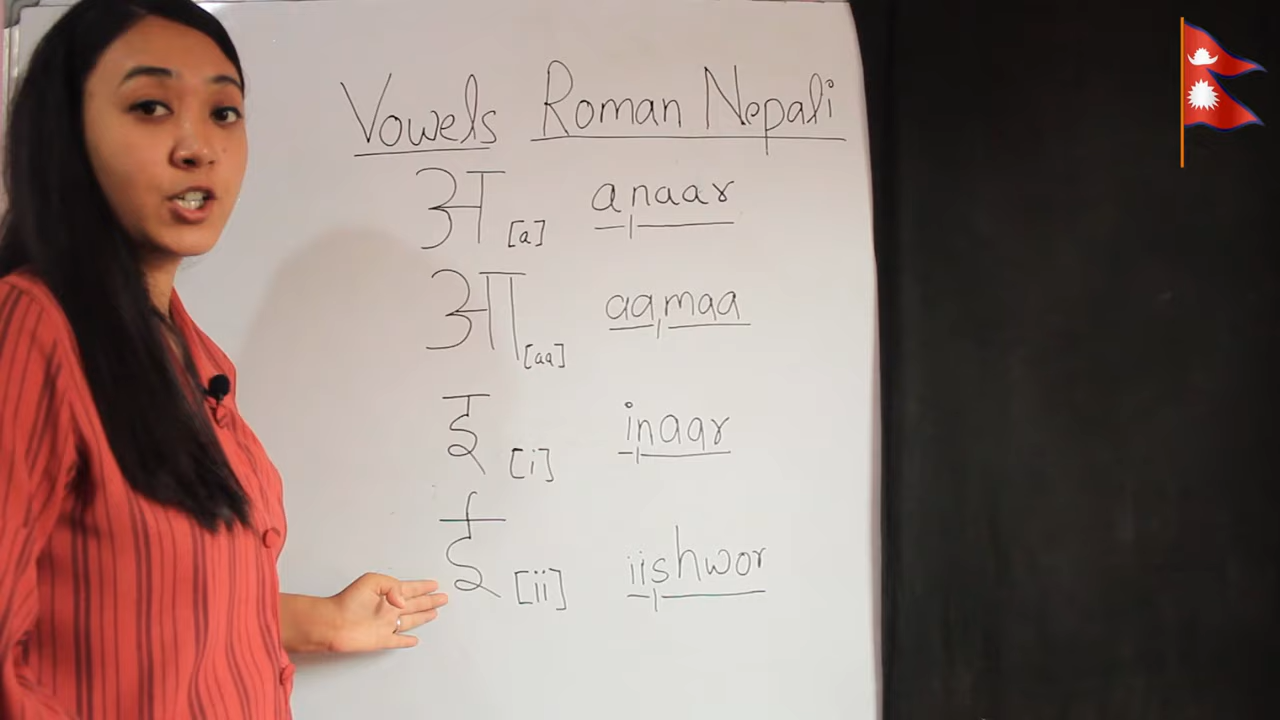 Vowels Roman Nepali
अ [a] anaar
आ [aa] aamaa
इ [i] inaar
ई [ii] iishwor